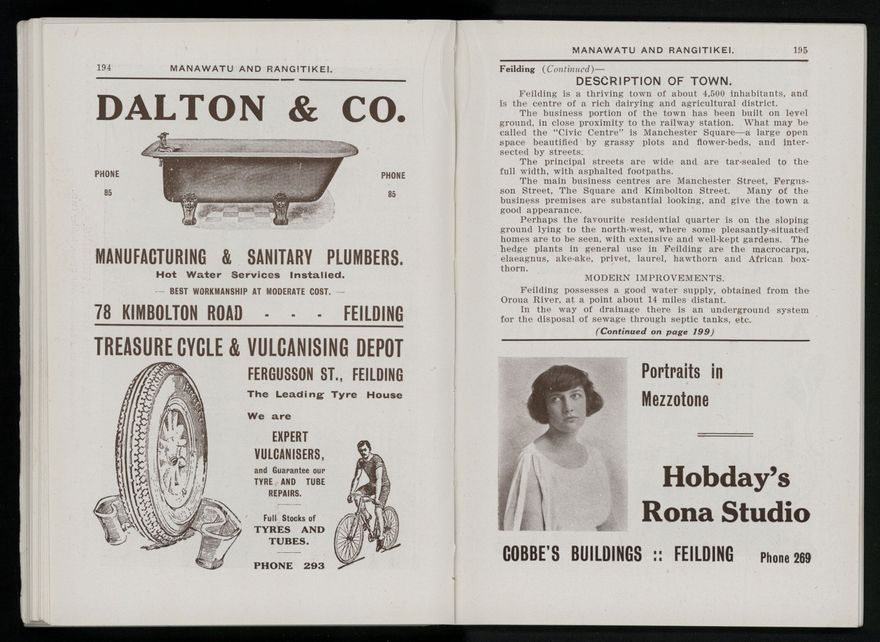 194 MANAWATU AND RANGITIKEI.
DALTON & CO.
PHONE PHONE
85 85
MANUFACTURING & SANITARY PLUMBERS.
Hot Water Services Installed.
— BEST WORKMANSHIP AT MODERATE COST. —
78 KIMBOLTON ROAD - - - FEILDING
TREASURE CYCLE & VULCANISING DEPOT
FERGUSSON ST., FEILDING
The Leading Tyre House
We are
EXPERT
VULCANISERS,
and Guarantee our
TYRE AND TUBE
REPAIRS.
Full Stocks of
TYRES AND
TUBES.
PHONE 293
MANAWATU AND RANGITIKEI. 195
Feilding (Continued)—
DESCRIPTION OF TOWN.
Feilding is a thriving town of about 4,500 inhabitants, and
is the centre of a rich dairying and agricultural district.
The business portion of the town has been built on level
ground, in close proximity to the railway station. What may be
called the "Civic Centre" is Manchester Square—a large open
space beautified by grassy plots and flower-beds, and inter-
sected by streets.
The principal streets are wide and are tar-sealed to the
full width, with asphalted footpaths.
The main business centres are Manchester Street, Fergus-
son Street, The Square and Kimbolton Street. Many of the
business premises are substantial looking, and give the town a
good appearance.
Perhaps the favourite residential quarter is on the sloping
ground lying to the north-west, where some pleasantly-situated
homes are to be seen, with extensive and well-kept gardens. The
hedge plants in general use in Feilding are the macrocarpa,
elaeagnus, ake-ake, privet, laurel, hawthorn and African box-
thorn.
MODERN IMPROVEMENTS.
Feilding possesses a good water supply, obtained from the
Oroua River, at a point about 14 miles distant.
In the way of drainage there is an underground system
for the disposal of sewage through septic tanks, etc.
(Continued on page 199)
Portraits in
Mezzotone
Hobday's
Rona Studio
COBBE'S BUILDINGS :: FEILDING Phone 269